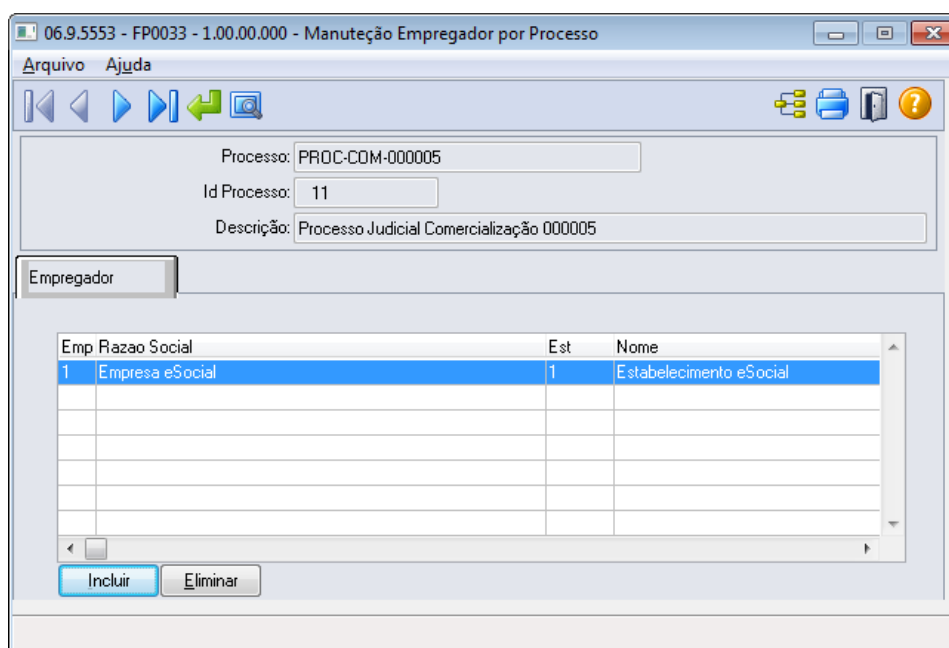 06.9.5553 - FP0033 - 1.00.00.000 - Manuteção Empregador por Processo
Arquivo Ajuda
Processo: PROC-COM-000005
Id Processo: 11
Descrição: Processo Judicial Comercialização 000005
Empregador
Emp Razao Social Est Nome
1 Empresa eSocial 1 Estabelecimento eSocial
Incluir Eliminar